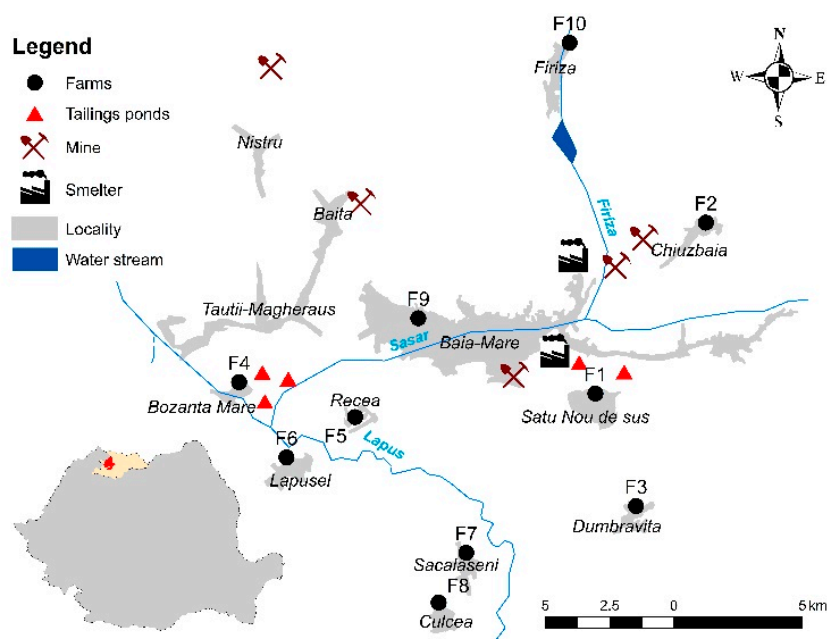 Legend
Farms
Tailings ponds
Mine
Smelter
Locality
Water stream
N
W E
S
F10
Firiza
Nistru
Baita
Firiza
F2
Chiuzbaia
Tautii-Magheraus
F9
Sasar
Baia-Mare
F4
Bozanta Mare
F1
Satu Nou de sus
Recea
F5
Lapus
F6
Lapusel
F3
Dumbravita
F7
Sacalaseni
F8
Culcea
5 2.5 0 5 km